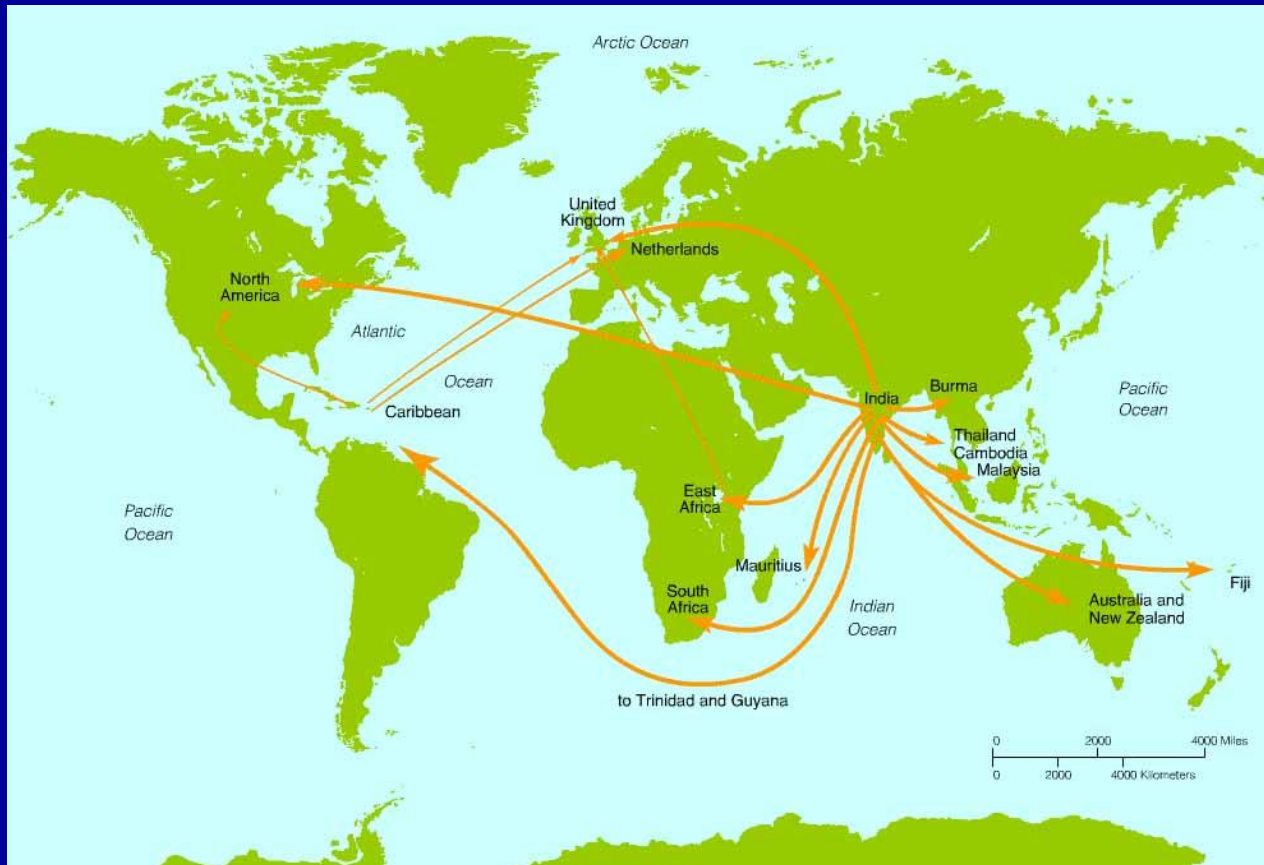 Arctic Ocean
United
Kingdom
Netherlands
North
America
Atlantic
Ocean
Caribbean
India
Burma
Pacific
Ocean
Thailand
Cambodia
Malaysia
East
Africa
Pacific
Ocean
Mauritius
South
Africa
Indian
Ocean
Fiji
Australia and
New Zealand
to Trinidad and Guyana
0 2000 4000 Miles
0 2000 4000 Kilometers